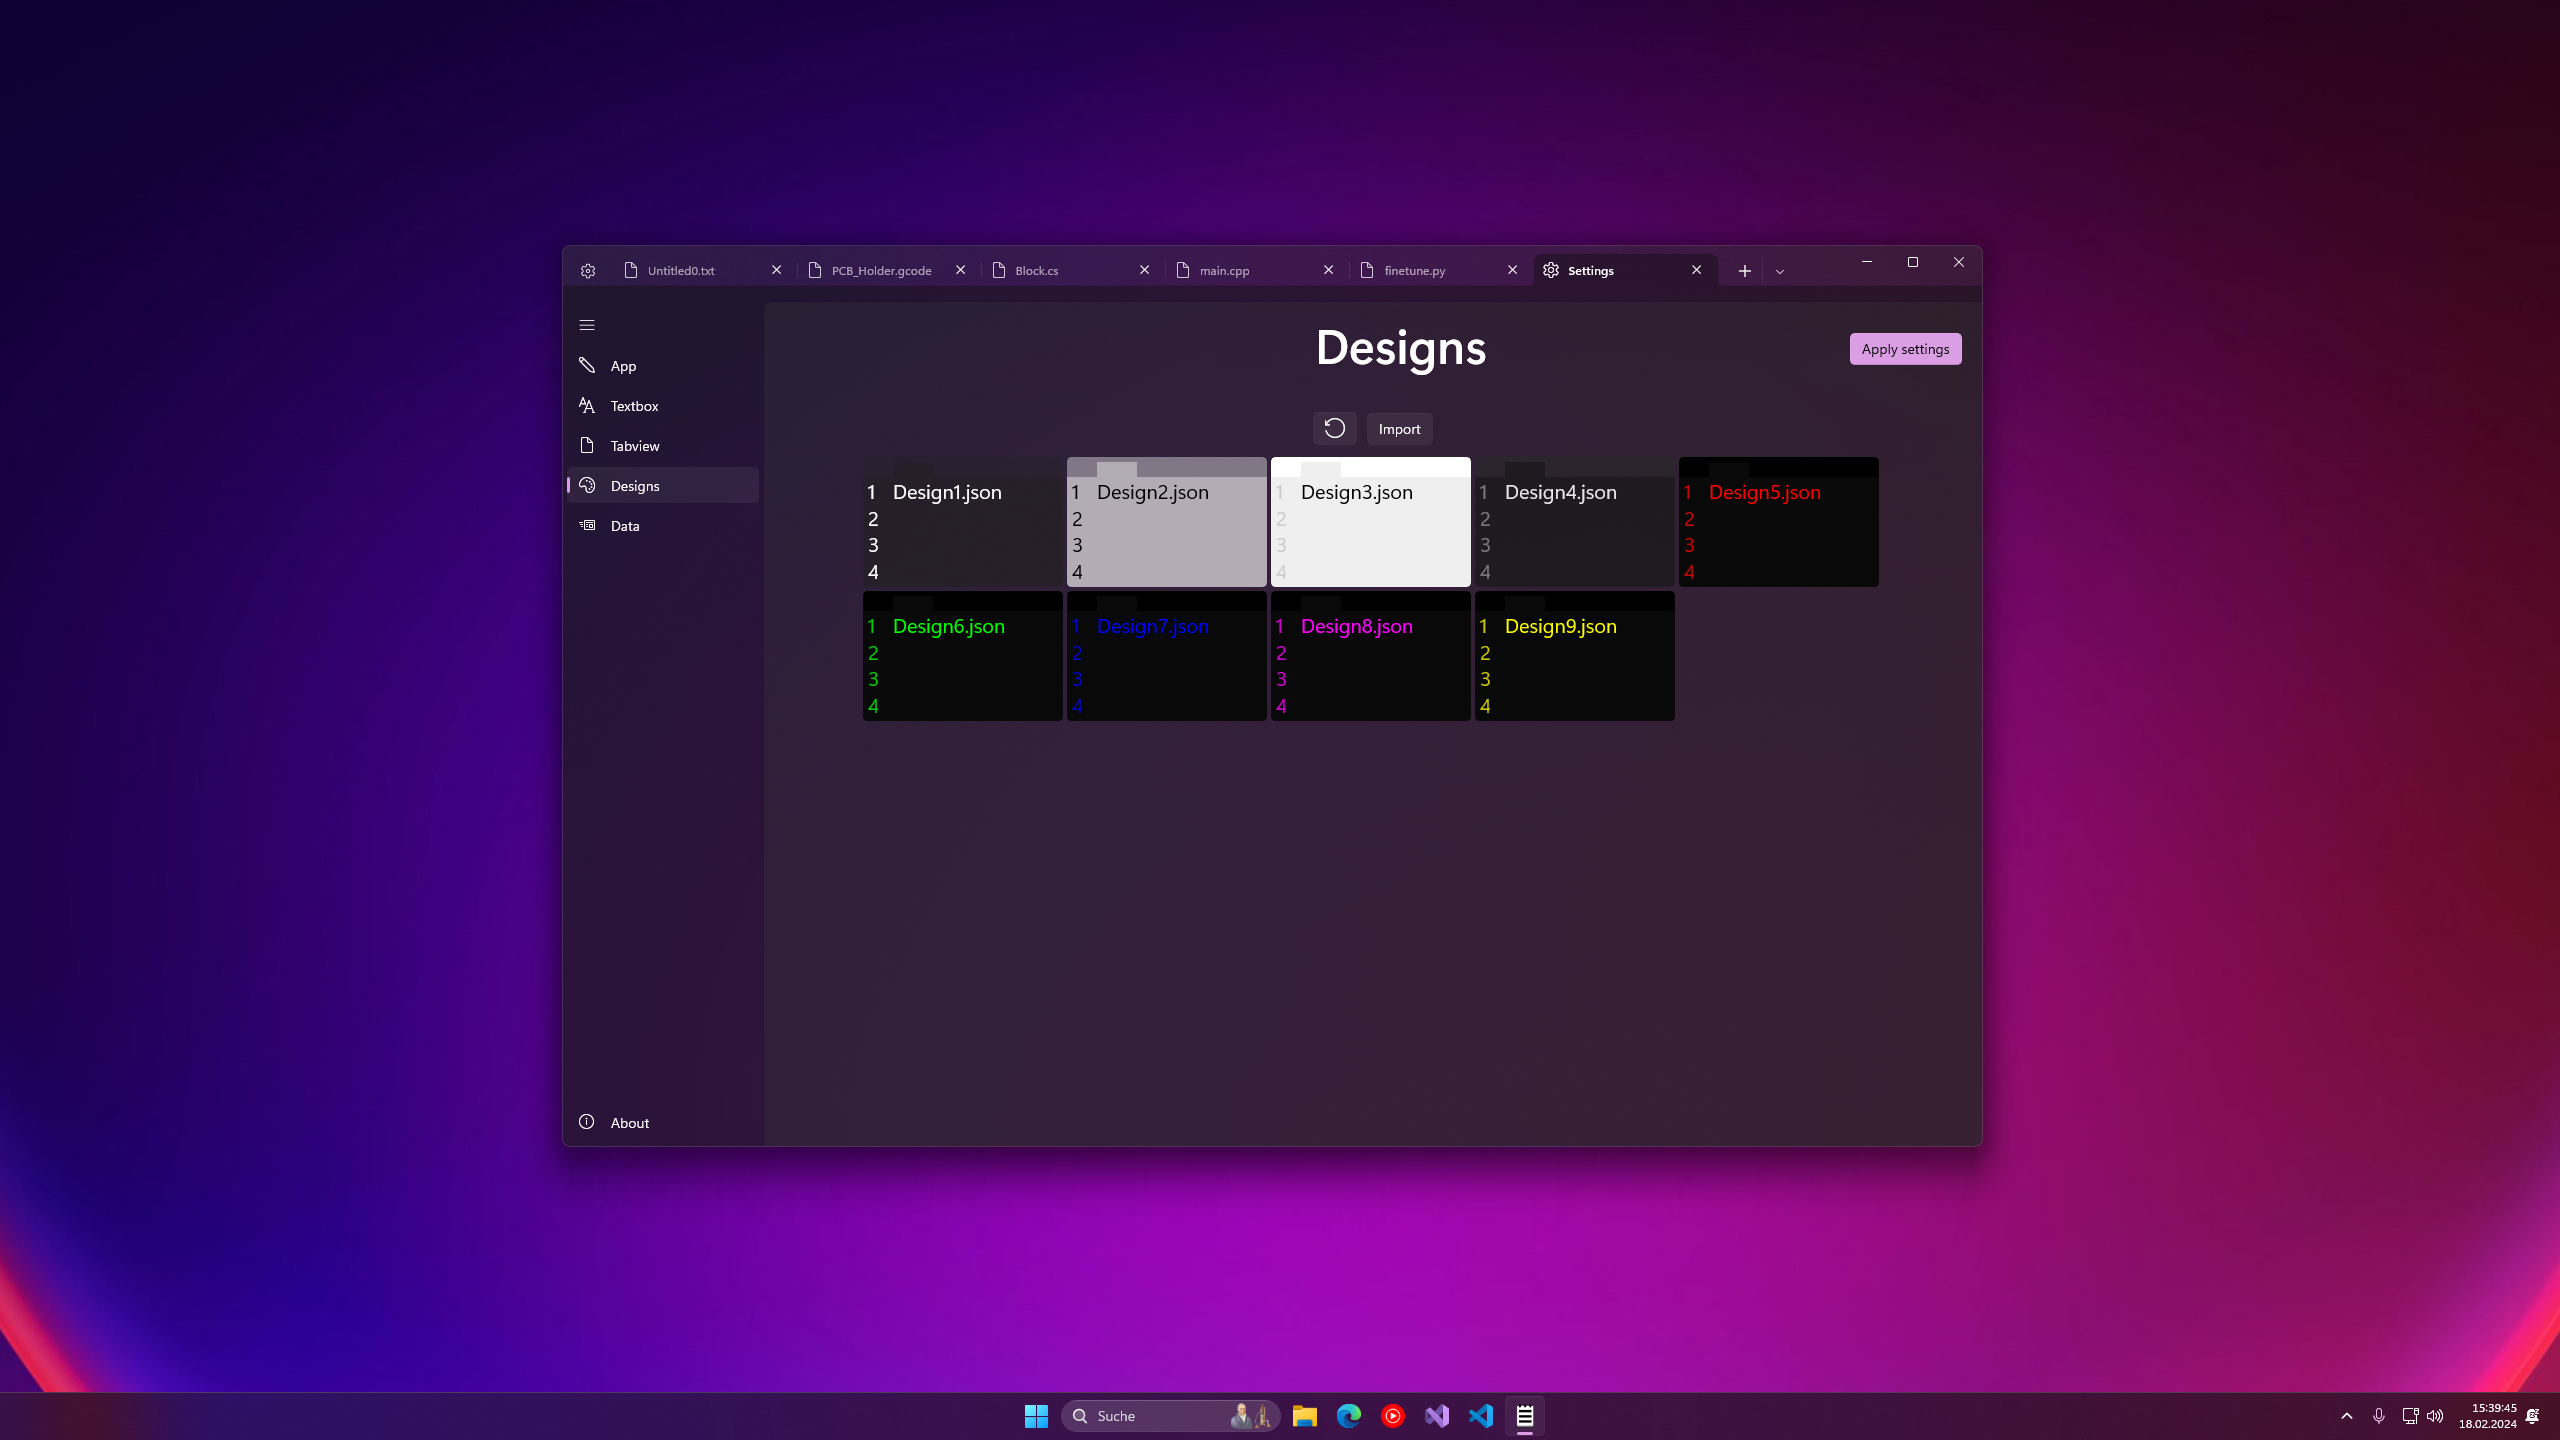 Untitled0.txt
PCB_Holder.gcode
Block.cs
main.cpp
finetune.py
Settings
App
Textbox
Tabview
Designs
Data
About
Designs
Apply settings
Import
1 Design1.json
2
3
4
1 Design2.json
2
3
4
1 Design3.json
2
3
4
1 Design4.json
2
3
4
1 Design5.json
2
3
4
1 Design6.json
2
3
4
1 Design7.json
2
3
4
1 Design8.json
2
3
4
1 Design9.json
2
3
4
Suche
15:39:45
18.02.2024